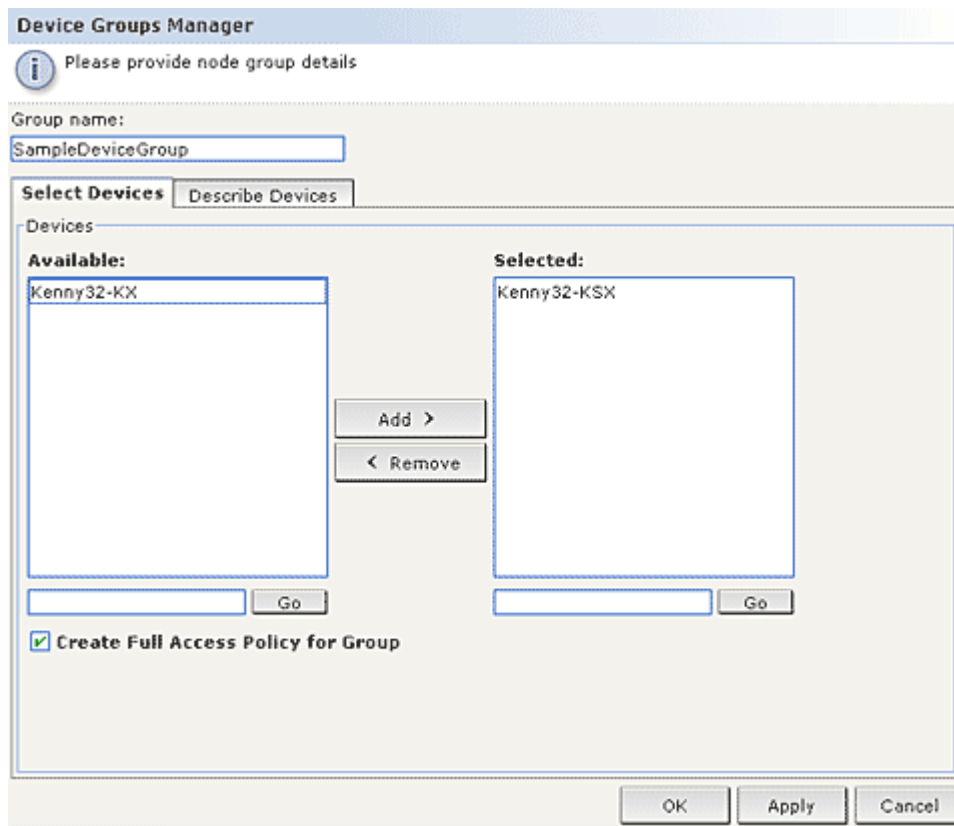 Device Groups Manager
Please provide node group details
Group name:
SampleDeviceGroup
Select Devices
Describe Devices
Devices
Available:
Selected:
Kenny32-KX
Kenny32-KSX
Add >
< Remove
Go
Go
Create Full Access Policy for Group
OK
Apply
Cancel